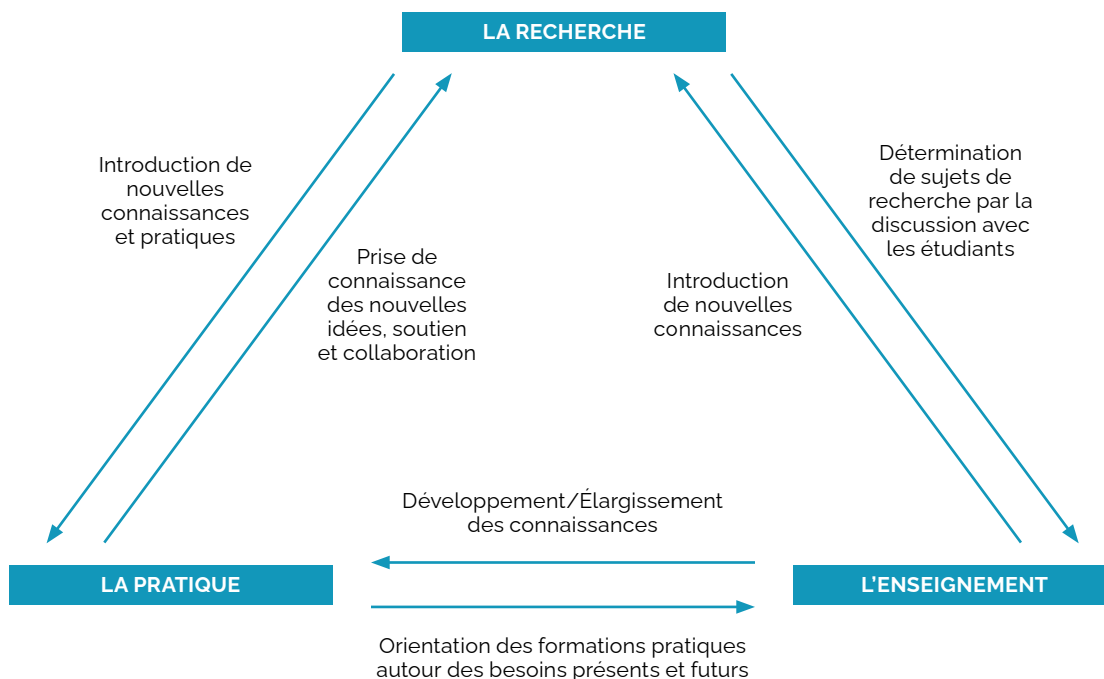 LA RECHERCHE
Introduction de
nouvelles
connaissances
et pratiques
Prise de
connaissance
des nouvelles
idées, soutien
et collaboration
Introduction
de nouvelles
connaissances
Détermination
de sujets de
recherche par la
discussion avec
les étudiants
Développement/Élargissement
des connaissances
LA PRATIQUE
L'ENSEIGNEMENT
Orientation des formations pratiques
autour des besoins présents et futurs